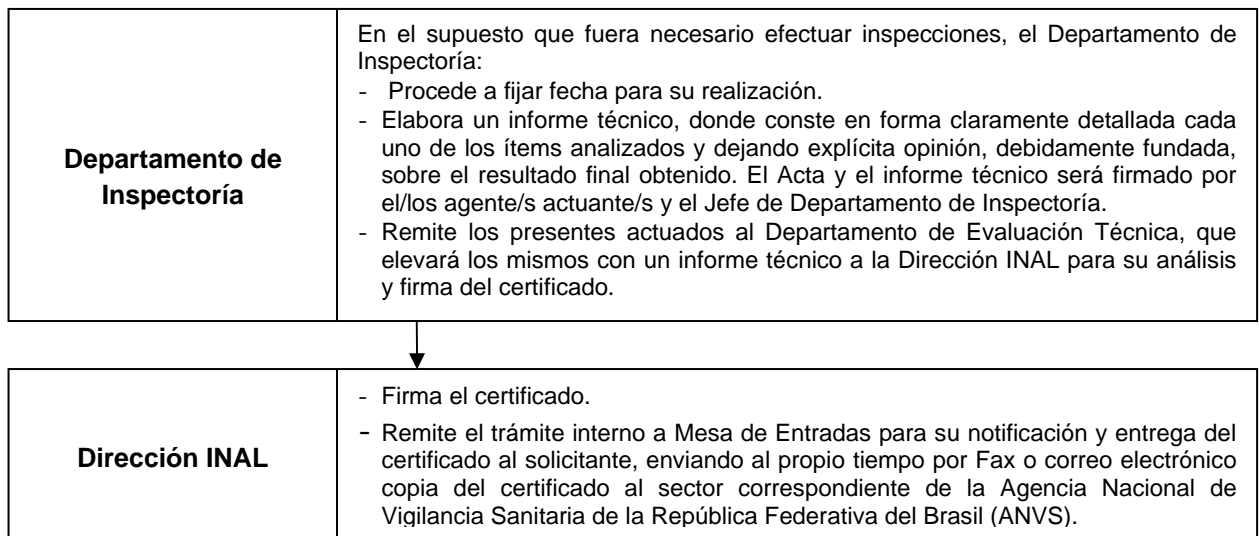 Departamento de
Inspectoría
En el supuesto que fuera necesario efectuar inspecciones, el Departamento de
Inspectoría:
- Procede a fijar fecha para su realización.
- Elabora un informe técnico, donde conste en forma claramente detallada cada
uno de los ítems analizados y dejando explícita opinión, debidamente fundada,
sobre el resultado final obtenido. El Acta y el informe técnico será firmado por
el/los agente/s actuante/s y el Jefe de Departamento de Inspectoría.
- Remite los presentes actuados al Departamento de Evaluación Técnica, que
elevará los mismos con un informe técnico a la Dirección INAL para su análisis
y firma del certificado.
Dirección INAL
- Firma el certificado.
- Remite el trámite interno a Mesa de Entradas para su notificación y entrega del
certificado al solicitante, enviando al propio tiempo por Fax o correo electrónico
copia del certificado al sector correspondiente de la Agencia Nacional de
Vigilancia Sanitaria de la República Federativa del Brasil (ANVS).